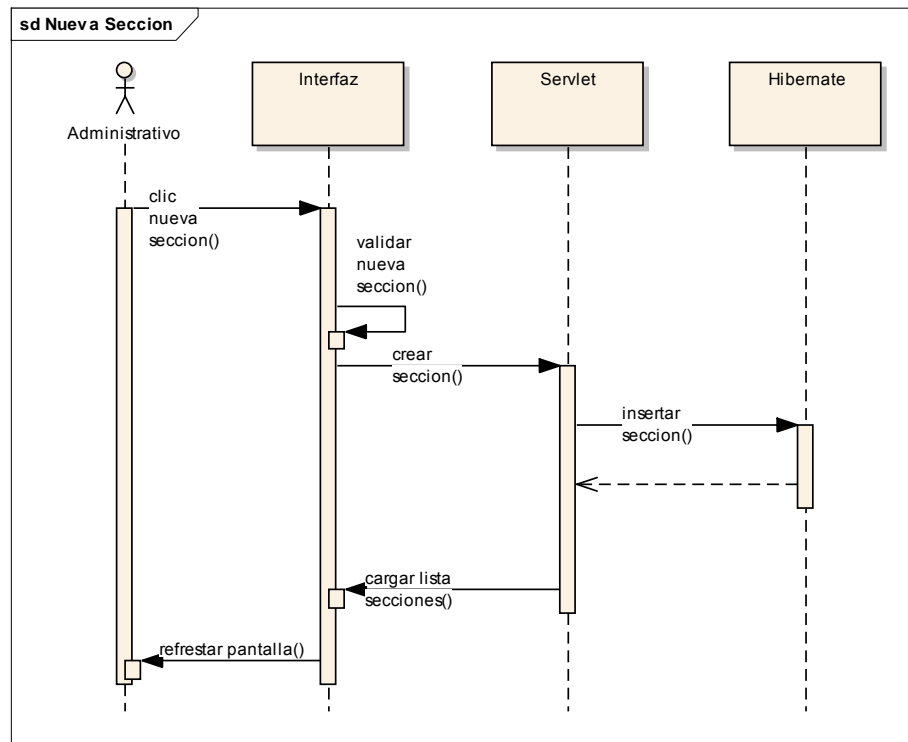 sd Nueva Seccion
Administrativo
Interfaz
Servlet
Hibernate
clic
nueva
seccion()
validar
nueva
seccion()
crear
seccion()
insertar
seccion()
cargar lista
secciones()
refrestar pantalla()